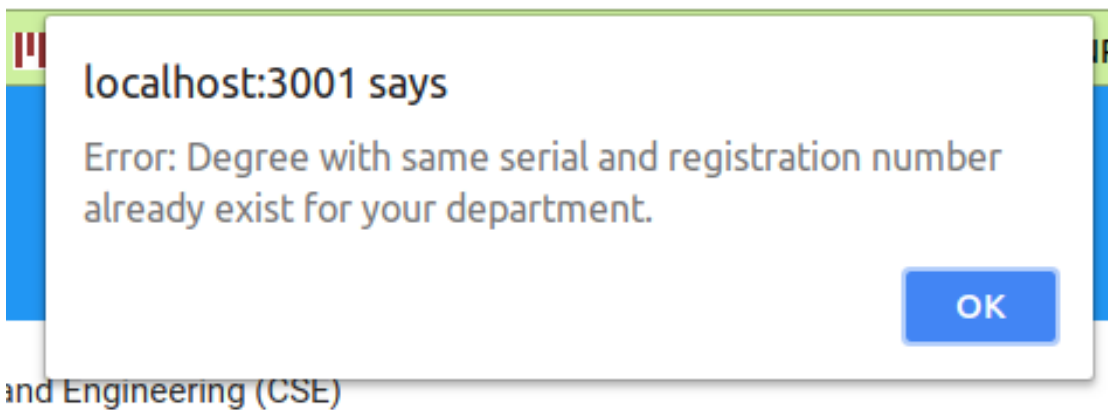 localhost:3001 says
Error: Degree with same serial and registration number
already exist for your department.
OK
and Engineering (CSE)